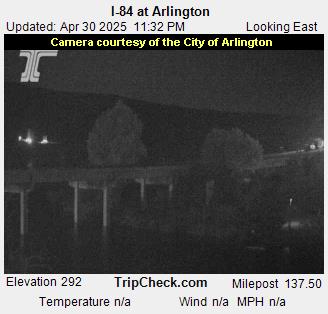 I-84 at Arlington
Updated: Apr 30 2025 11:32 PM Looking East
Camera courtesy of the City of Arlington
Elevation 292 TripCheck.com Milepost 137.50
Temperature n/a Wind n/a MPH n/a